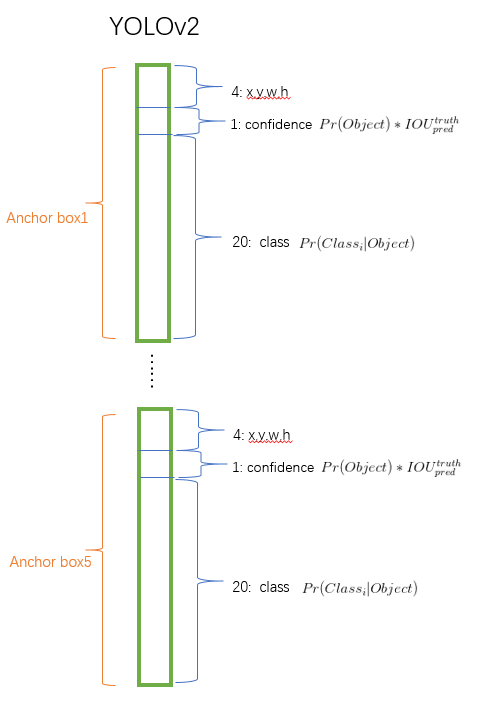 YOLOv2
4: x.y.w.h
1: confidence Pr(Object) * IOU_{pred}^{truth}
Anchor box1
20: class Pr(Class_i|Object)
4: x.y.w.h
1: confidence Pr(Object) * IOU_{pred}^{truth}
Anchor box5
20: class Pr(Class_i|Object)